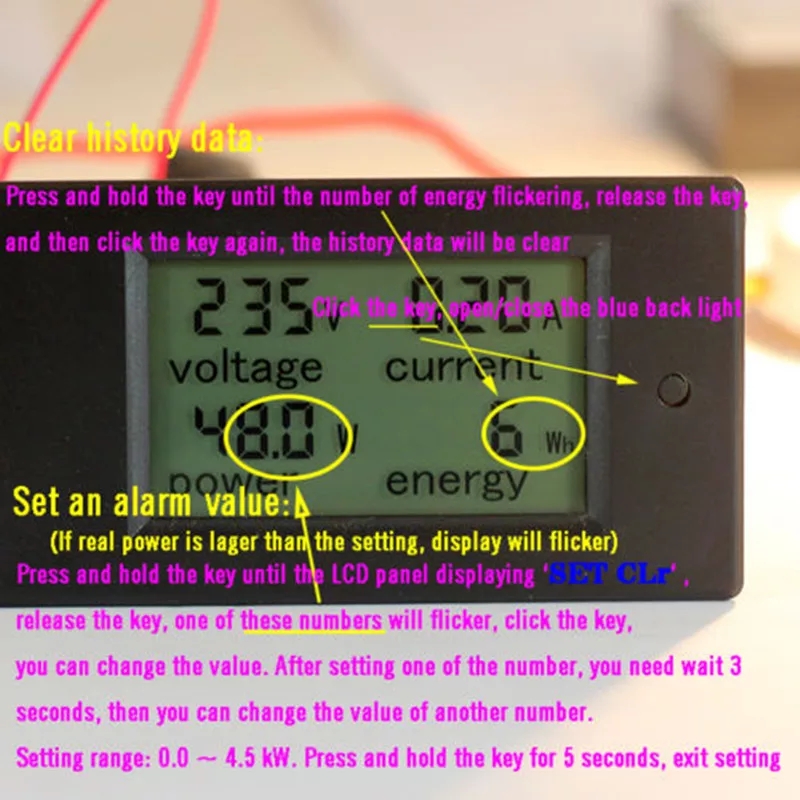 Clear history data:
Press and hold the key until the number of energy flickering, release the key,
and then click the key again, the history data will be clear
Click the key, open/close the blue back light
235 V 0.20 A
voltage current
48.0 W 6 Wh
power energy
Set an alarm value:
(If real power is lager than the setting, display will flicker)
Press and hold the key until the LCD panel displaying 'SET CLr',
release the key, one of these numbers will flicker, click the key,
you can change the value. After setting one of the number, you need wait 3
seconds, then you can change the value of another number.
Setting range: 0.0 ~ 4.5 kW. Press and hold the key for 5 seconds, exit setting